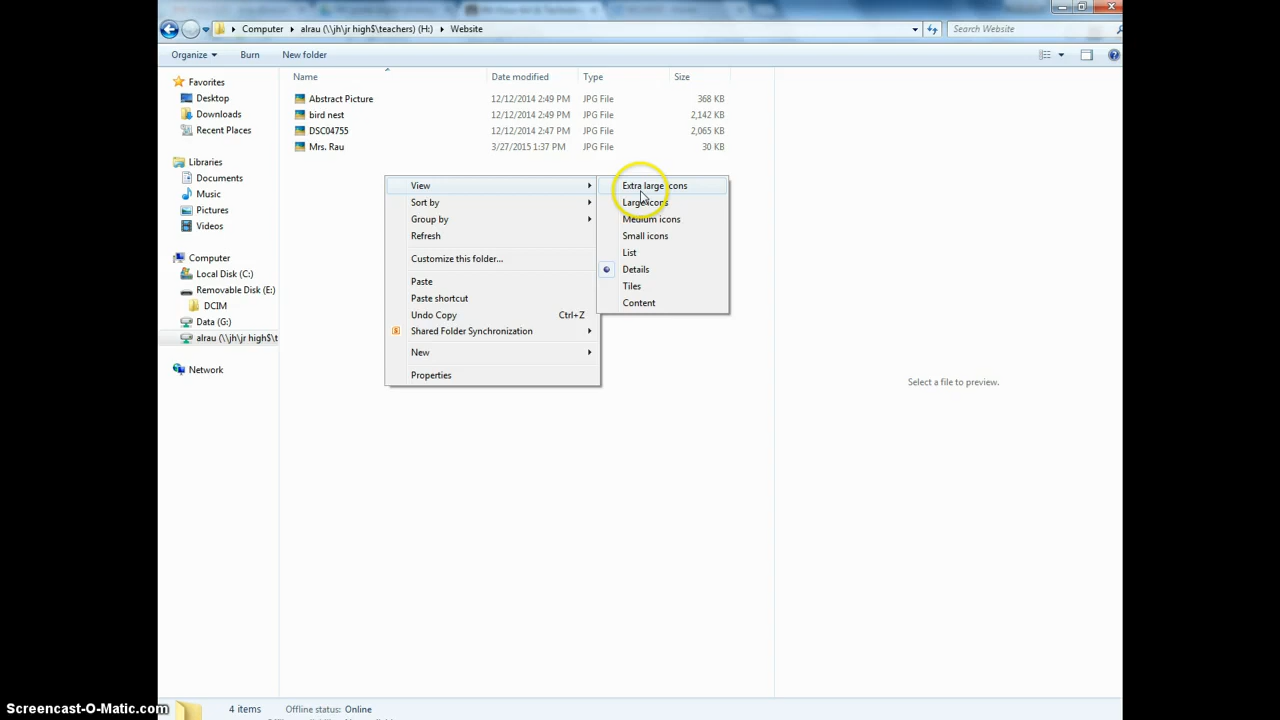 Computer ▸ alrau (\\jh\jr high$\teachers) (H:) ▸ Website
Search Website
Organize Burn New folder
Name Date modified Type Size
Favorites
Desktop
Downloads
Recent Places
Libraries
Documents
Music
Pictures
Videos
Computer
Local Disk (C:)
Removable Disk (E:)
DCIM
Data (G:)
alrau (\\jh\jr high$\t
Network
Abstract Picture 12/12/2014 2:49 PM JPG File 368 KB
bird nest 12/12/2014 2:49 PM JPG File 2,142 KB
DSC04755 12/12/2014 2:47 PM JPG File 2,065 KB
Mrs. Rau 3/27/2015 1:37 PM JPG File 30 KB
View
Sort by
Group by
Refresh
Customize this folder...
Paste
Paste shortcut
Undo Copy Ctrl+Z
Shared Folder Synchronization
New
Properties
Extra large icons
Large icons
Medium icons
Small icons
List
Details
Tiles
Content
Select a file to preview.
4 items Offline status: Online
Screencast-O-Matic.com